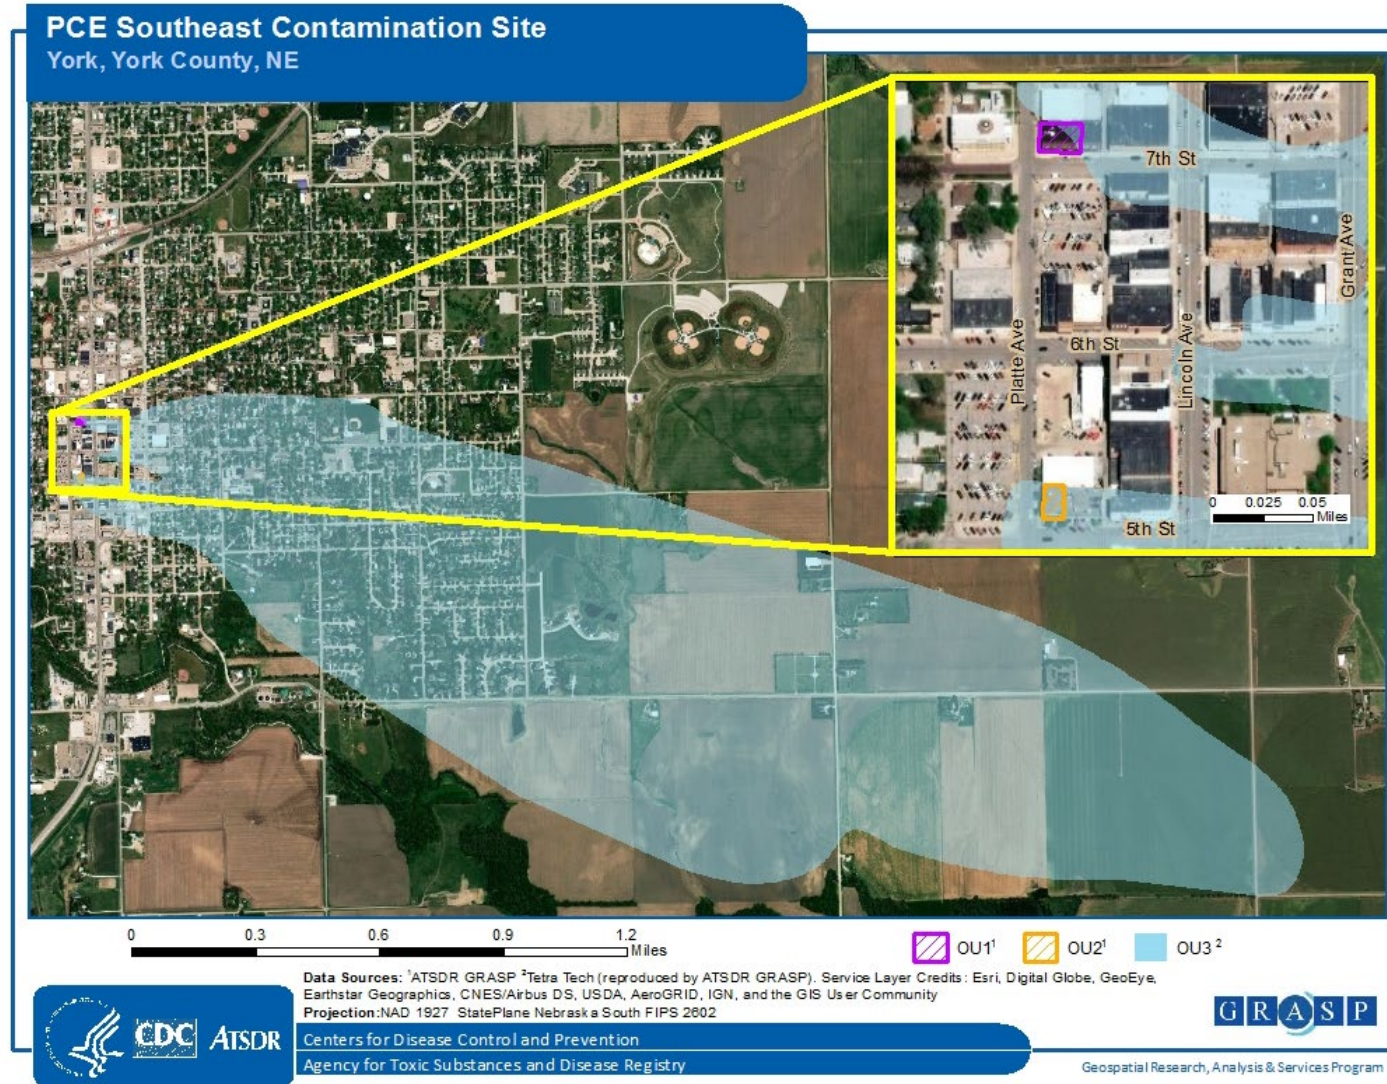 PCE Southeast Contamination Site
York, York County, NE
7th St
Grant Ave
Platte Ave
6th St
Lincoln Ave
0 0.025 0.05
Miles
5th St
0 0.3 0.6 0.9 1.2
Miles
OU1¹ OU2¹ OU3 ²
Data Sources: ¹ATSDR GRASP ²Tetra Tech (reproduced by ATSDR GRASP). Service Layer Credits: Esri, Digital Globe, GeoEye,
Earthstar Geographics, CNES/Airbus DS, USDA, AeroGRID, IGN, and the GIS User Community
Projection:NAD 1927 StatePlane Nebraska South FIPS 2602
CDC ATSDR
Centers for Disease Control and Prevention
Agency for Toxic Substances and Disease Registry
GRASP
Geospatial Research, Analysis & Services Program